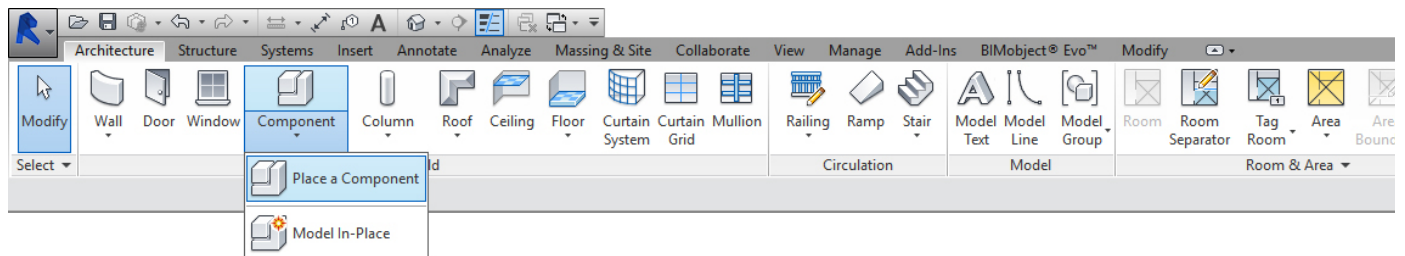 Architecture Structure Systems Insert Annotate Analyze Massing & Site Collaborate View Manage Add-Ins BIMobject® Evo™ Modify
Modify Wall Door Window Component Column Roof Ceiling Floor Curtain System Curtain Grid Mullion Railing Ramp Stair Model Text Model Line Model Group Room Room Separator Tag Room Area Are Bound
Select ld Circulation Model Room & Area
Place a Component
Model In-Place